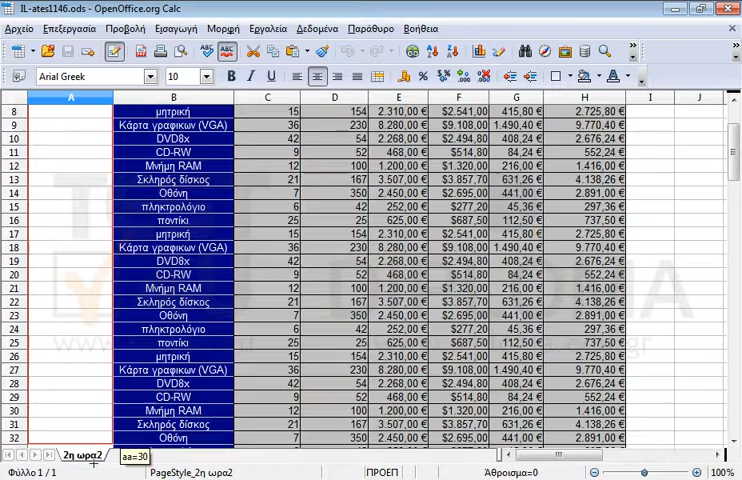 IL-ates1146.ods - OpenOffice.org Calc
Αρχείο Επεξεργασία Προβολή Εισαγωγή Μορφή Εργαλεία Δεδομένα Παράθυρο Βοήθεια
Arial Greek 10 B I U
A B C D E F G H I J
8 μητρική 15 154 2.310,00 € $2.541,00 415,80 € 2.725,80 €
9 Κάρτα γραφικων (VGA) 36 230 8.280,00 € $9.108,00 1.490,40 € 9.770,40 €
10 DVD8x 42 54 2.268,00 € $2.494,80 408,24 € 2.676,24 €
11 CD-RW 9 52 468,00 € $514,80 84,24 € 552,24 €
12 Μνήμη RAM 12 100 1.200,00 € $1.320,00 216,00 € 1.416,00 €
13 Σκληρός δίσκος 21 167 3.507,00 € $3.857,70 631,26 € 4.138,26 €
14 Οθόνη 7 350 2.450,00 € $2.695,00 441,00 € 2.891,00 €
15 πληκτρολόγιο 6 42 252,00 € $277,20 45,36 € 297,36 €
16 ποντίκι 25 25 625,00 € $687,50 112,50 € 737,50 €
17 μητρική 15 154 2.310,00 € $2.541,00 415,80 € 2.725,80 €
18 Κάρτα γραφικων (VGA) 36 230 8.280,00 € $9.108,00 1.490,40 € 9.770,40 €
19 DVD8x 42 54 2.268,00 € $2.494,80 408,24 € 2.676,24 €
20 CD-RW 9 52 468,00 € $514,80 84,24 € 552,24 €
21 Μνήμη RAM 12 100 1.200,00 € $1.320,00 216,00 € 1.416,00 €
22 Σκληρός δίσκος 21 167 3.507,00 € $3.857,70 631,26 € 4.138,26 €
23 Οθόνη 7 350 2.450,00 € $2.695,00 441,00 € 2.891,00 €
24 πληκτρολόγιο 6 42 252,00 € $277,20 45,36 € 297,36 €
25 ποντίκι 25 25 625,00 € $687,50 112,50 € 737,50 €
26 μητρική 15 154 2.310,00 € $2.541,00 415,80 € 2.725,80 €
27 Κάρτα γραφικων (VGA) 36 230 8.280,00 € $9.108,00 1.490,40 € 9.770,40 €
28 DVD8x 42 54 2.268,00 € $2.494,80 408,24 € 2.676,24 €
29 CD-RW 9 52 468,00 € $514,80 84,24 € 552,24 €
30 Μνήμη RAM 12 100 1.200,00 € $1.320,00 216,00 € 1.416,00 €
31 Σκληρός δίσκος 21 167 3.507,00 € $3.857,70 631,26 € 4.138,26 €
32 Οθόνη 7 350 2.450,00 € $2.695,00 441,00 € 2.891,00 €
2η ωρα2 aa=30
Φύλλο 1 / 1 PageStyle_2η ωρα2 ΠΡΟΕΠ Άθροισμα=0 100%